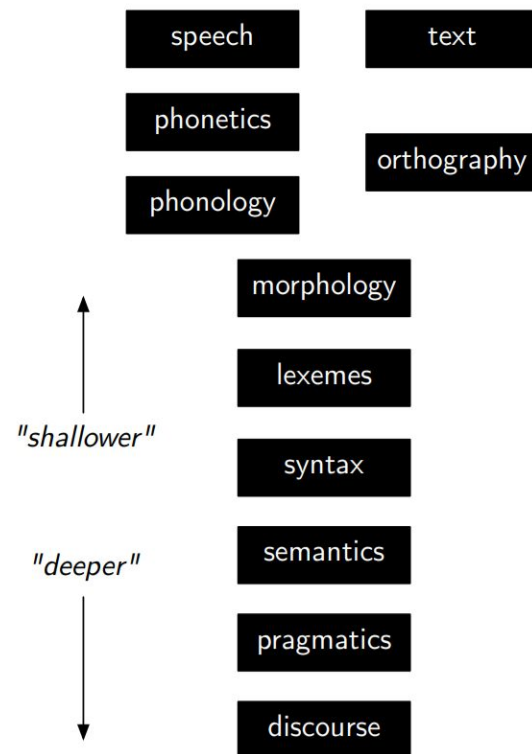 speech
text
phonetics
orthography
phonology
morphology
lexemes
"shallower"
syntax
semantics
"deeper"
pragmatics
discourse